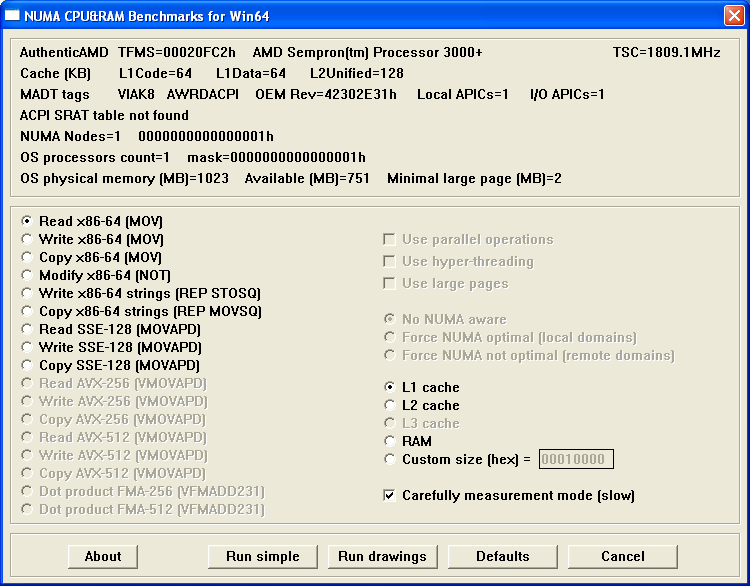 NUMA CPU&RAM Benchmarks for Win64
AuthenticAMD TFMS=00020FC2h AMD Sempron(tm) Processor 3000+ TSC=1809.1MHz
Cache (KB) L1Code=64 L1Data=64 L2Unified=128
MADT tags VIAK8 AWRDACPI OEM Rev=42302E31h Local APICs=1 I/O APICs=1
ACPI SRAT table not found
NUMA Nodes=1 0000000000000001h
OS processors count=1 mask=0000000000000001h
OS physical memory (MB)=1023 Available (MB)=751 Minimal large page (MB)=2
Read x86-64 (MOV)
Write x86-64 (MOV)
Copy x86-64 (MOV)
Modify x86-64 (NOT)
Write x86-64 strings (REP STOSQ)
Copy x86-64 strings (REP MOVSQ)
Read SSE-128 (MOVAPD)
Write SSE-128 (MOVAPD)
Copy SSE-128 (MOVAPD)
Read AVX-256 (VMOVAPD)
Write AVX-256 (VMOVAPD)
Copy AVX-256 (VMOVAPD)
Read AVX-512 (VMOVAPD)
Write AVX-512 (VMOVAPD)
Copy AVX-512 (VMOVAPD)
Dot product FMA-256 (VFMADD231)
Dot product FMA-512 (VFMADD231)
Use parallel operations
Use hyper-threading
Use large pages
No NUMA aware
Force NUMA optimal (local domains)
Force NUMA not optimal (remote domains)
L1 cache
L2 cache
L3 cache
RAM
Custom size (hex) = 00010000
Carefully measurement mode (slow)
About Run simple Run drawings Defaults Cancel